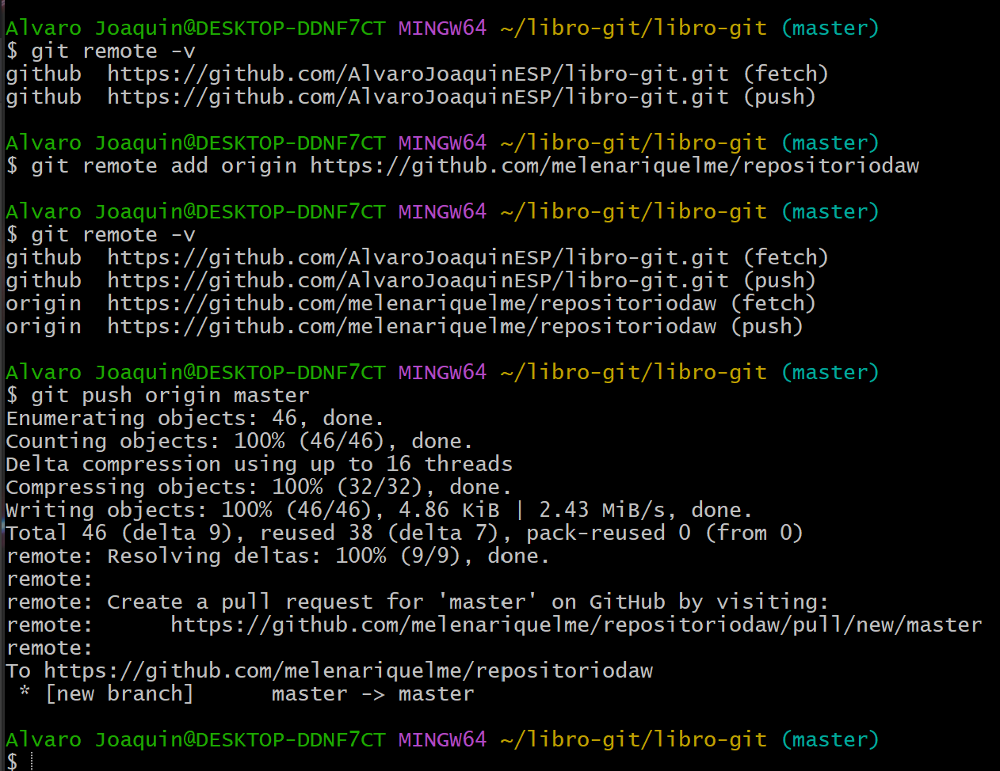 Alvaro Joaquin@DESKTOP-DDNF7CT MINGW64 ~/libro-git/libro-git (master)
$ git remote -v
github  https://github.com/AlvaroJoaquinESP/libro-git.git (fetch)
github  https://github.com/AlvaroJoaquinESP/libro-git.git (push)
Alvaro Joaquin@DESKTOP-DDNF7CT MINGW64 ~/libro-git/libro-git (master)
$ git remote add origin https://github.com/melenariquelme/repositoriodaw
Alvaro Joaquin@DESKTOP-DDNF7CT MINGW64 ~/libro-git/libro-git (master)
$ git remote -v
github  https://github.com/AlvaroJoaquinESP/libro-git.git (fetch)
github  https://github.com/AlvaroJoaquinESP/libro-git.git (push)
origin  https://github.com/melenariquelme/repositoriodaw (fetch)
origin  https://github.com/melenariquelme/repositoriodaw (push)
Alvaro Joaquin@DESKTOP-DDNF7CT MINGW64 ~/libro-git/libro-git (master)
$ git push origin master
Enumerating objects: 46, done.
Counting objects: 100% (46/46), done.
Delta compression using up to 16 threads
Compressing objects: 100% (32/32), done.
Writing objects: 100% (46/46), 4.86 KiB | 2.43 MiB/s, done.
Total 46 (delta 9), reused 38 (delta 7), pack-reused 0 (from 0)
remote: Resolving deltas: 100% (9/9), done.
remote:
remote: Create a pull request for 'master' on GitHub by visiting:
remote:      https://github.com/melenariquelme/repositoriodaw/pull/new/master
remote:
To https://github.com/melenariquelme/repositoriodaw
 * [new branch]      master -> master
Alvaro Joaquin@DESKTOP-DDNF7CT MINGW64 ~/libro-git/libro-git (master)
$